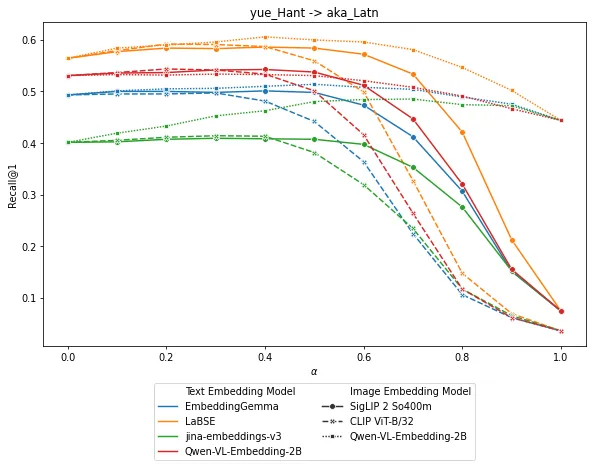 yue_Hant -> aka_Latn
Recall@1
0.6
0.5
0.4
0.3
0.2
0.1
0.0 0.2 0.4 0.6 0.8 1.0
α
Text Embedding Model Image Embedding Model
EmbeddingGemma SigLIP 2 So400m
LaBSE CLIP ViT-B/32
jina-embeddings-v3 Qwen-VL-Embedding-2B
Qwen-VL-Embedding-2B